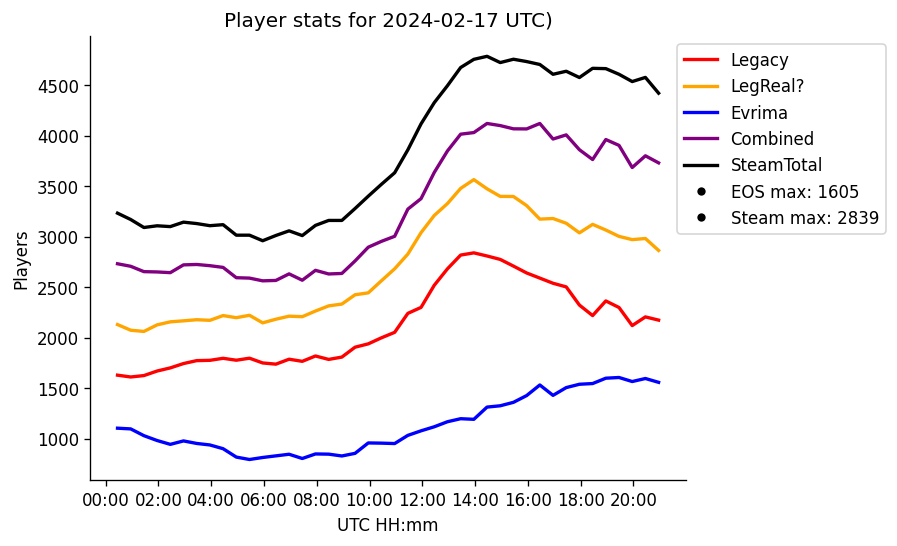 Player stats for 2024-02-17 UTC)
Players
4500
4000
3500
3000
2500
2000
1500
1000
00:00 02:00 04:00 06:00 08:00 10:00 12:00 14:00 16:00 18:00 20:00
UTC HH:mm
Legacy
LegReal?
Evrima
Combined
SteamTotal
EOS max: 1605
Steam max: 2839